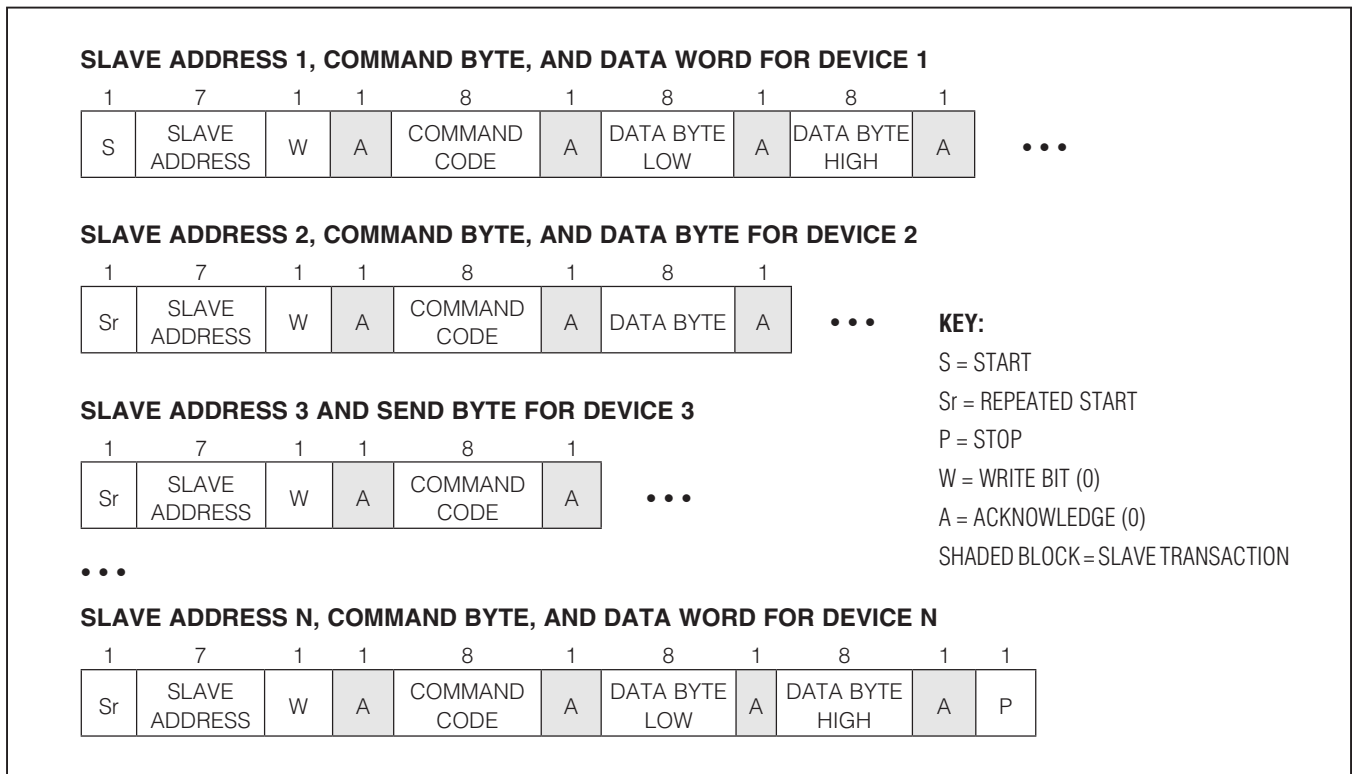 SLAVE ADDRESS 1, COMMAND BYTE, AND DATA WORD FOR DEVICE 1
1 7 1 1 8 1 8 1 8 1
S SLAVE ADDRESS W A COMMAND CODE A DATA BYTE LOW A DATA BYTE HIGH A •••
SLAVE ADDRESS 2, COMMAND BYTE, AND DATA BYTE FOR DEVICE 2
1 7 1 1 8 1 8 1
Sr SLAVE ADDRESS W A COMMAND CODE A DATA BYTE A •••
SLAVE ADDRESS 3 AND SEND BYTE FOR DEVICE 3
1 7 1 1 8 1
Sr SLAVE ADDRESS W A COMMAND CODE A •••
•••
SLAVE ADDRESS N, COMMAND BYTE, AND DATA WORD FOR DEVICE N
1 7 1 1 8 1 8 1 8 1 1
Sr SLAVE ADDRESS W A COMMAND CODE A DATA BYTE LOW A DATA BYTE HIGH A P
KEY:
S = START
Sr = REPEATED START
P = STOP
W = WRITE BIT (0)
A = ACKNOWLEDGE (0)
SHADED BLOCK = SLAVE TRANSACTION